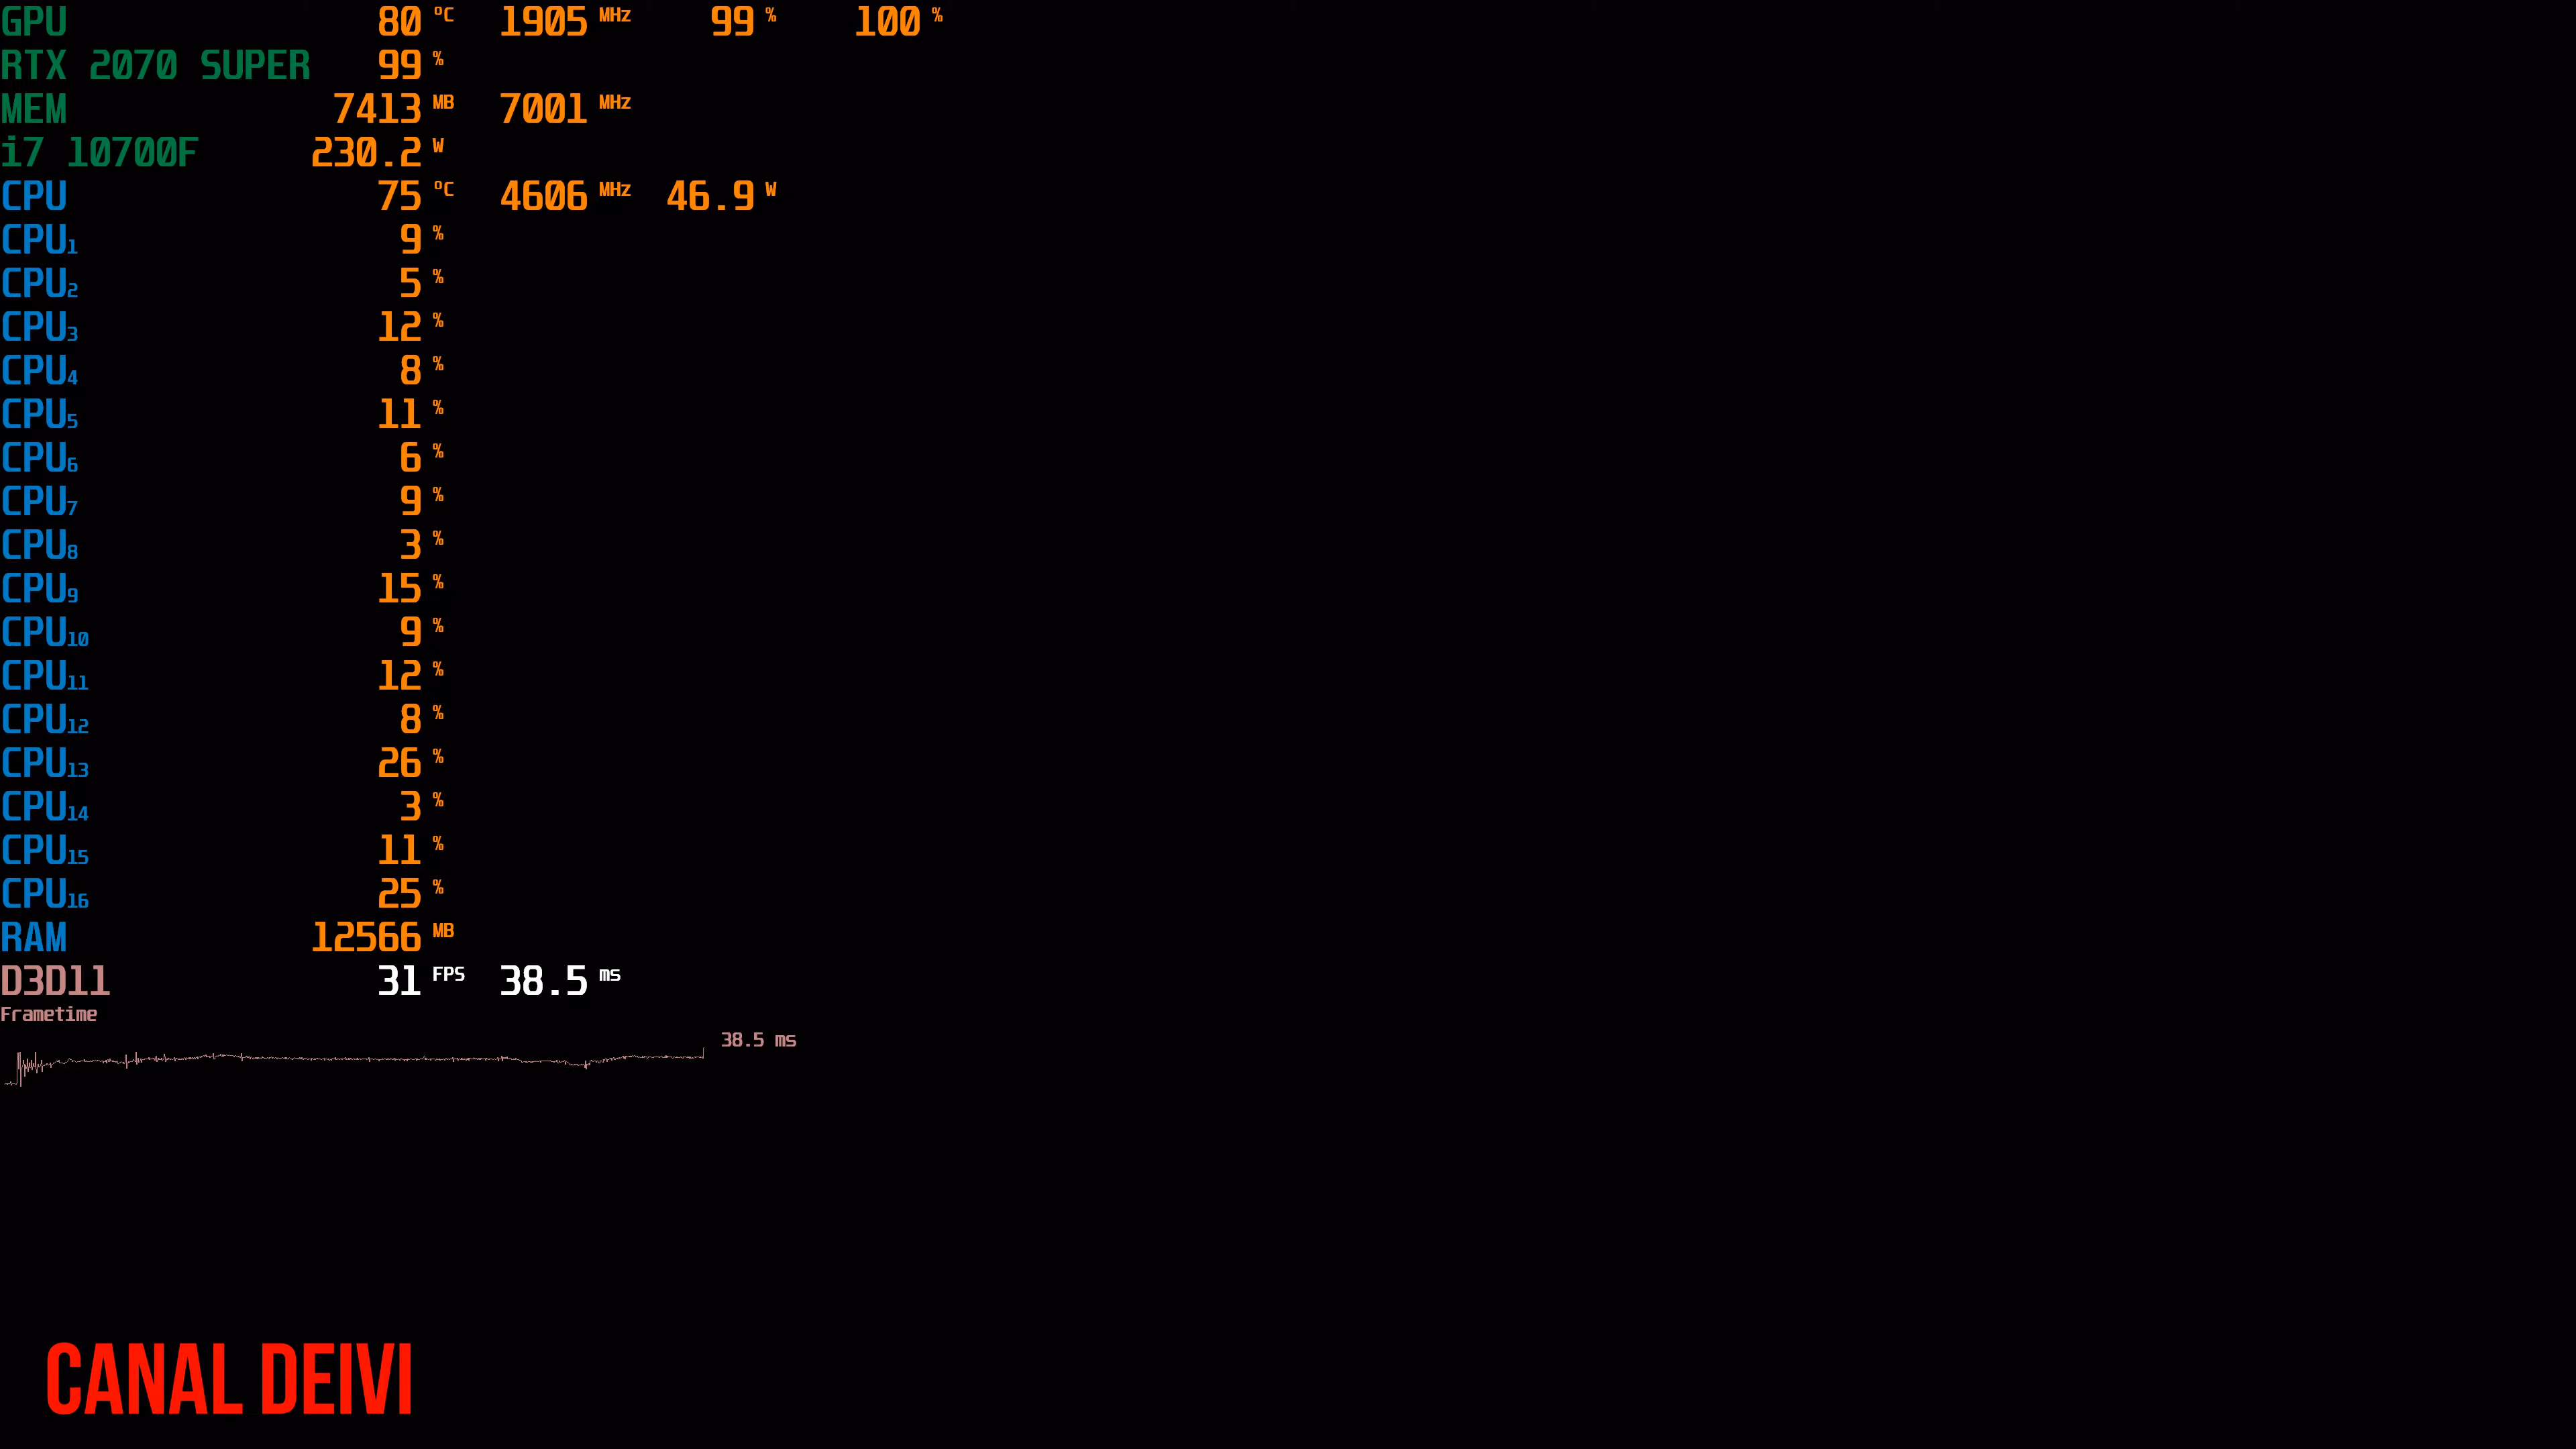 GPU 80 °C 1905 MHz 99 % 100 %
RTX 2070 SUPER 99 %
MEM 7413 MB 7001 MHz
i7 10700F 230.2 W
CPU 75 °C 4606 MHz 46.9 W
CPU1 9 %
CPU2 5 %
CPU3 12 %
CPU4 8 %
CPU5 11 %
CPU6 6 %
CPU7 9 %
CPU8 3 %
CPU9 15 %
CPU10 9 %
CPU11 12 %
CPU12 8 %
CPU13 26 %
CPU14 3 %
CPU15 11 %
CPU16 25 %
RAM 12566 MB
D3D11 31 FPS 38.5 ms
Frametime
38.5 ms
CANAL DEIVI